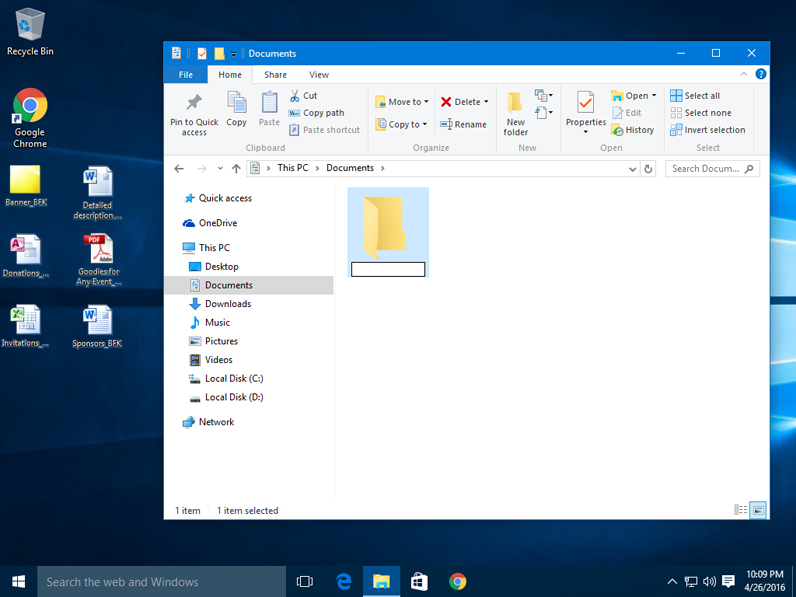 Recycle Bin
Google
Chrome
Banner_BEK
Detailed
description,...
Donations_...
PDF
Adobe
Goodies for
Any Event_...
Invitations_...
Sponsors_BEK
Documents
File Home Share View
Pin to Quick
access
Copy
Paste
Cut
Copy path
Paste shortcut
Clipboard
Move to
Copy to
Delete
Rename
Organize
New
folder
New
Properties
Open
Edit
History
Open
Select all
Select none
Invert selection
Select
This PC > Documents >
Search Docum...
Quick access
OneDrive
This PC
Desktop
Documents
Downloads
Music
Pictures
Videos
Local Disk (C:)
Local Disk (D:)
Network
1 item 1 item selected
Search the web and Windows
10:09 PM
4/26/2016